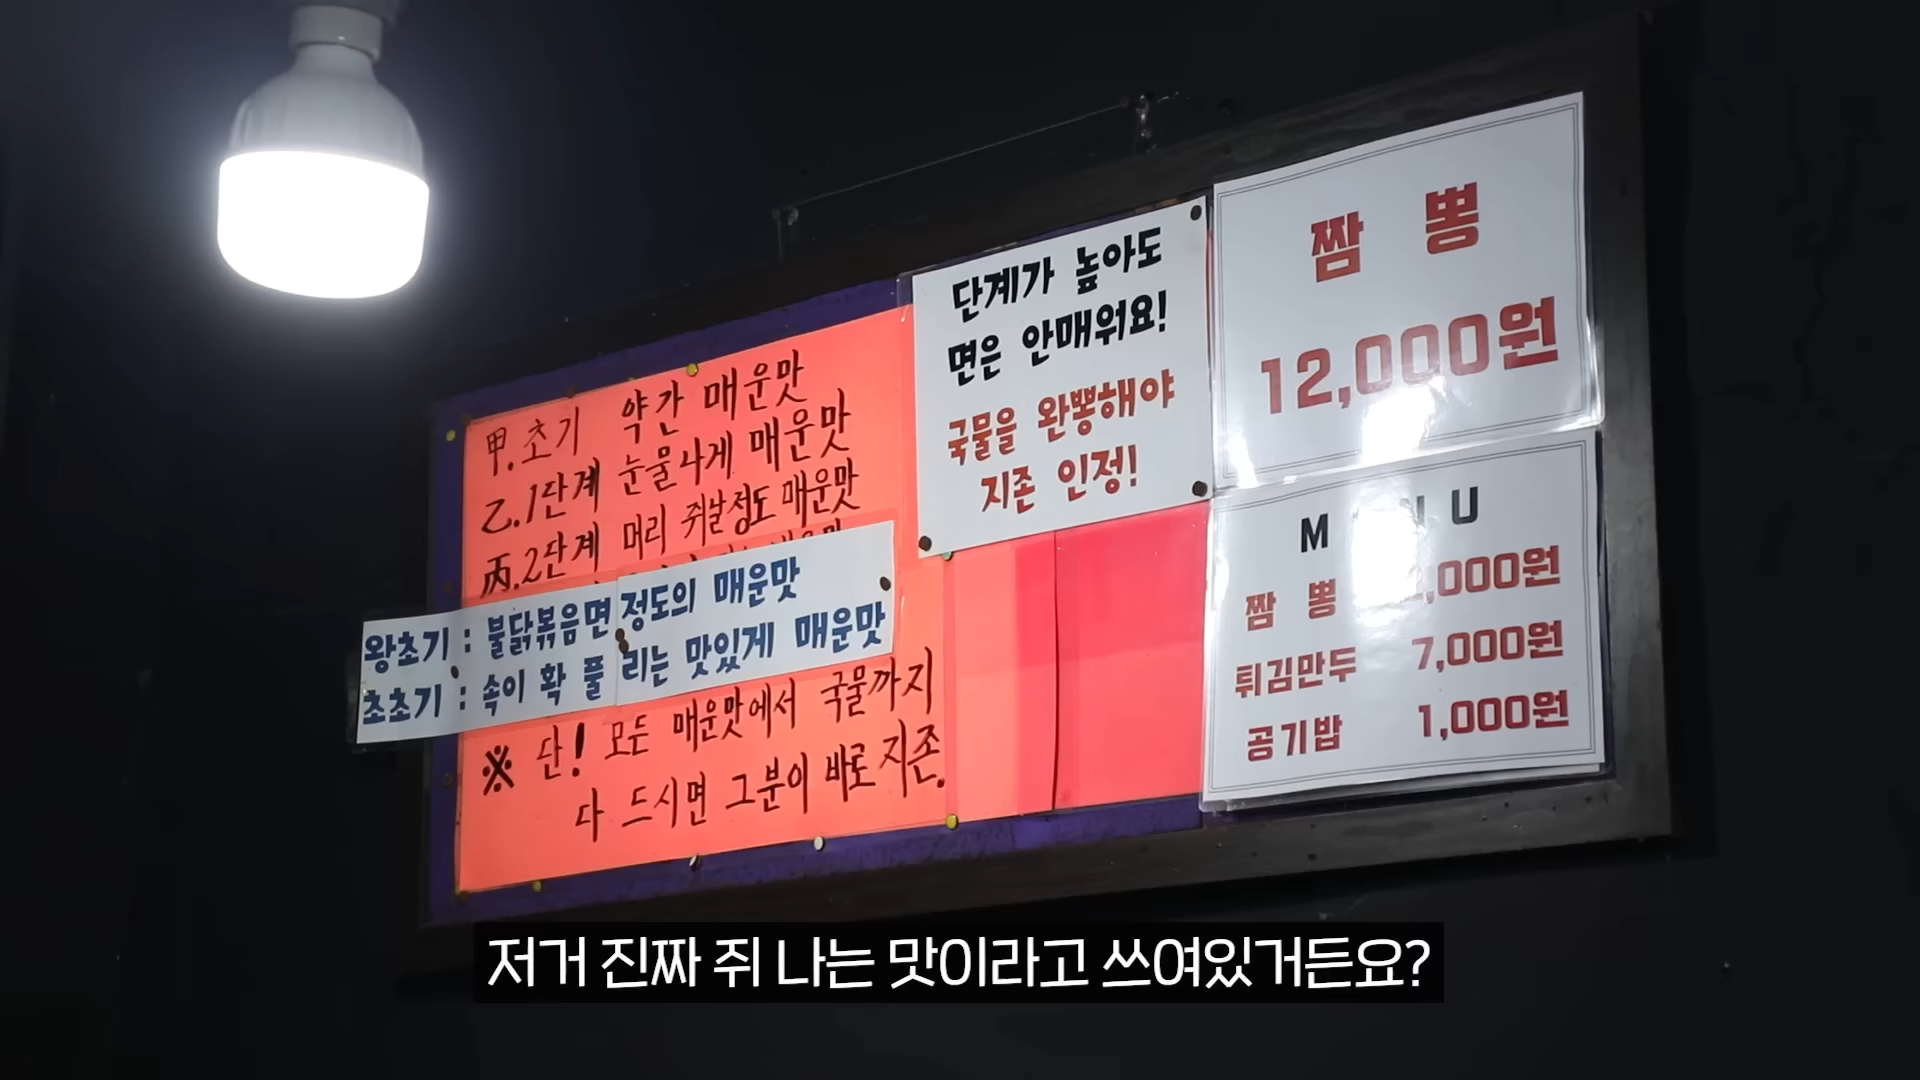 甲.초기 약간 매운맛
乙.1단계 눈물나게 매운맛
丙.2단계 머리 쥐날정도 매운맛
왕초기 : 불닭볶음면 정도의 매운맛
초초기 : 속이 확 풀리는 맛있게 매운맛
※ 단! 모든 매운맛에서 국물까지
다 드시면 그분이 바로 지존.
단계가 높아도
면은 안매워요!
국물을 완뽕해야
지존 인정!
짬 뽕
12,000원
짬 뽕
튀김만두 7,000원
공기밥 1,000원
저거 진짜 쥐 나는 맛이라고 쓰여있거든요?